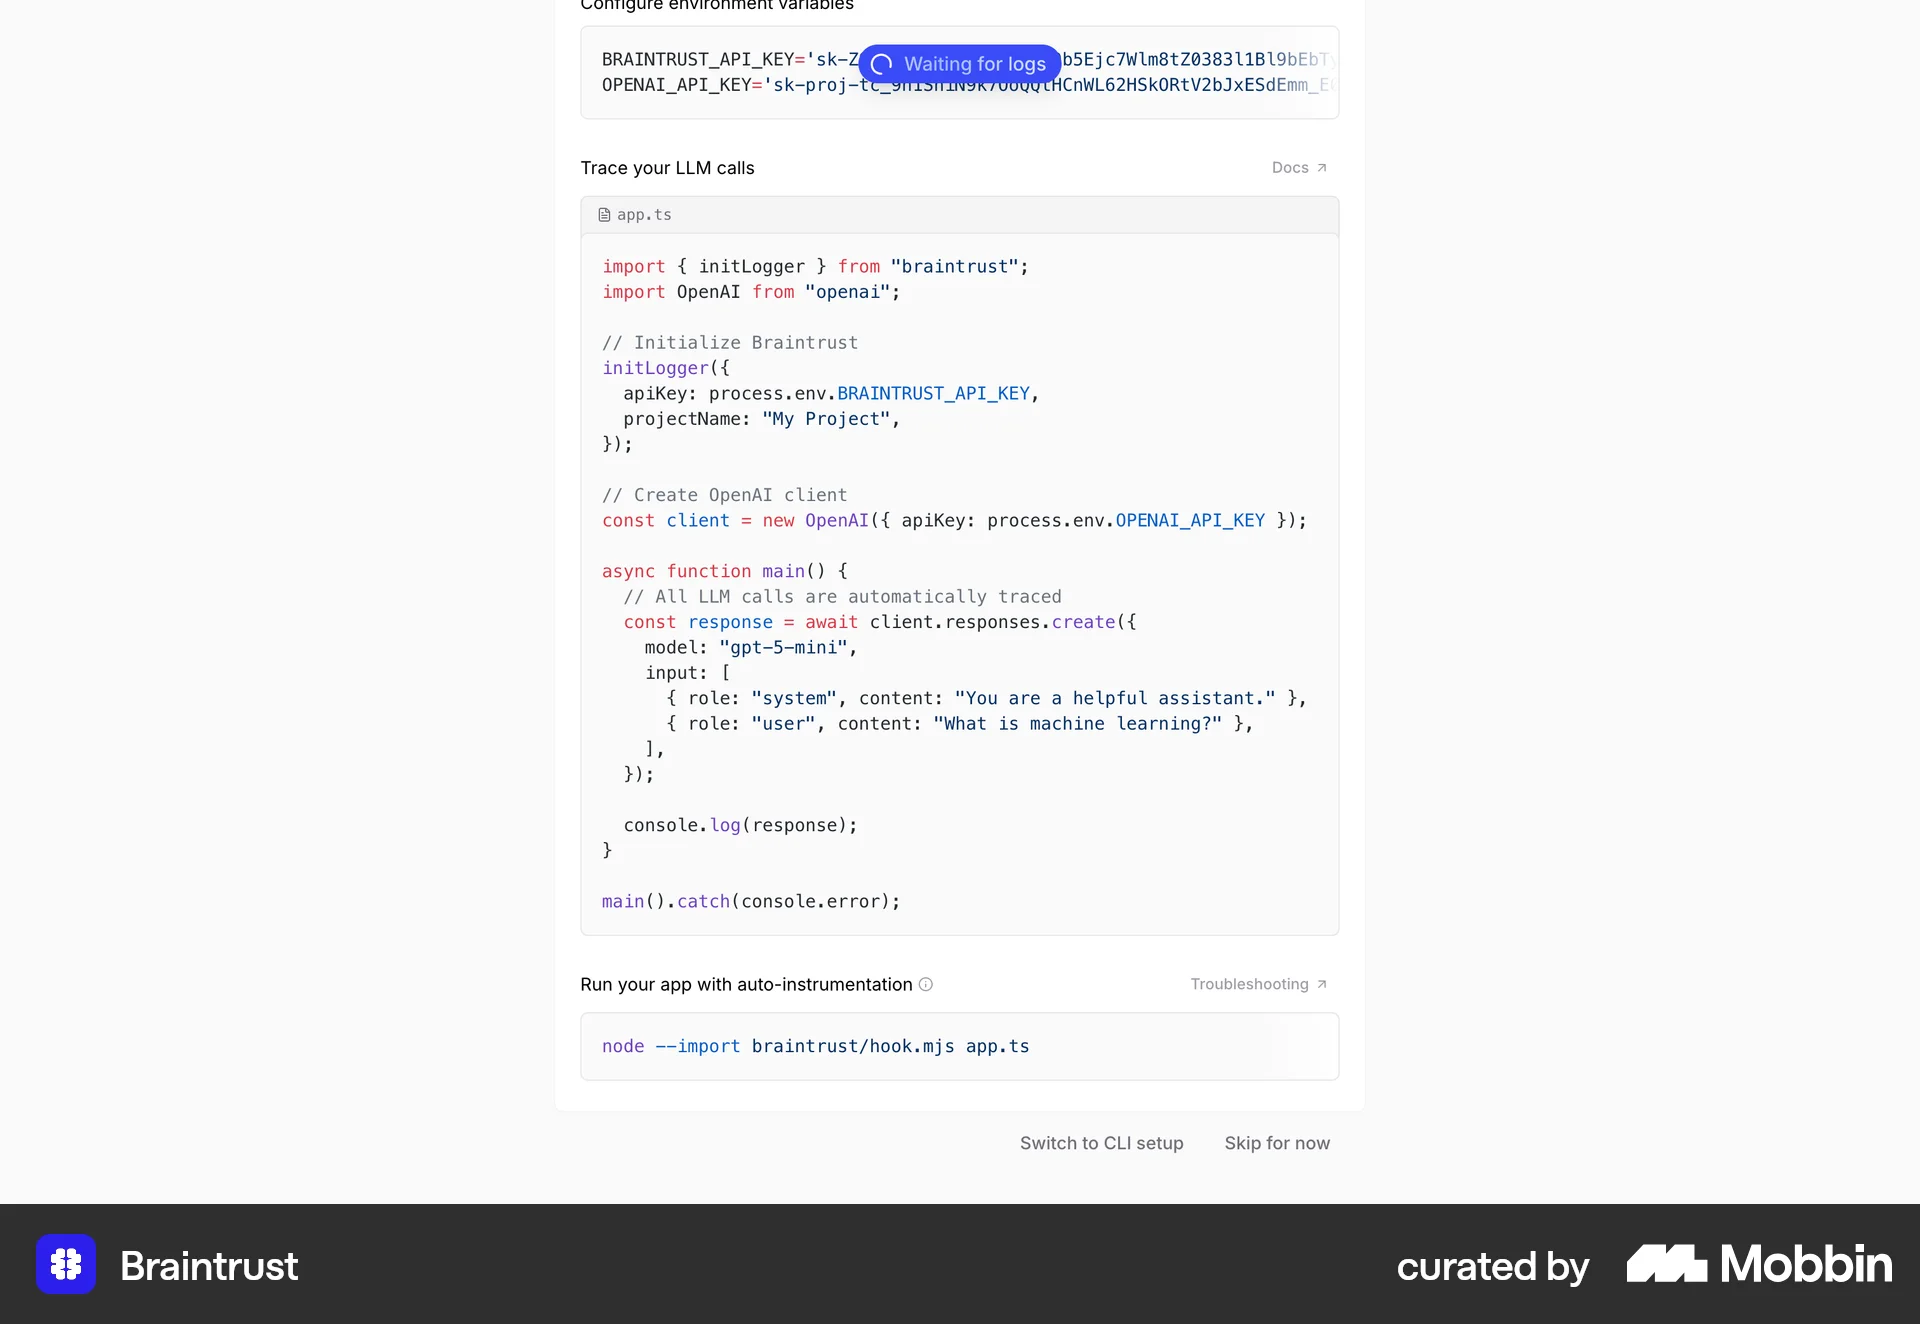 Configure environment variables
BRAINTRUST_API_KEY='sk-Z b5Ejc7Wlm8tZ0383l1Bl9bEbTy
Waiting for logs
OPENAI_API_KEY='sk-proj-
Trace your LLM calls
Docs
app.ts
import { initLogger } from "braintrust";
import OpenAI from "openai";
// Initialize Braintrust
initLogger({
  apiKey: process.env.BRAINTRUST_API_KEY,
  projectName: "My Project",
});
// Create OpenAI client
const client = new OpenAI({ apiKey: process.env.OPENAI_API_KEY });
async function main() {
  // All LLM calls are automatically traced
  const response = await client.responses.create({
    model: "gpt-5-mini",
    input: [
      { role: "system", content: "You are a helpful assistant." },
      { role: "user", content: "What is machine learning?" },
    ],
  });
  console.log(response);
}
main().catch(console.error);
Run your app with auto-instrumentation
Troubleshooting
node --import braintrust/hook.mjs app.ts
Switch to CLI setup
Skip for now
Braintrust
curated by
Mobbin